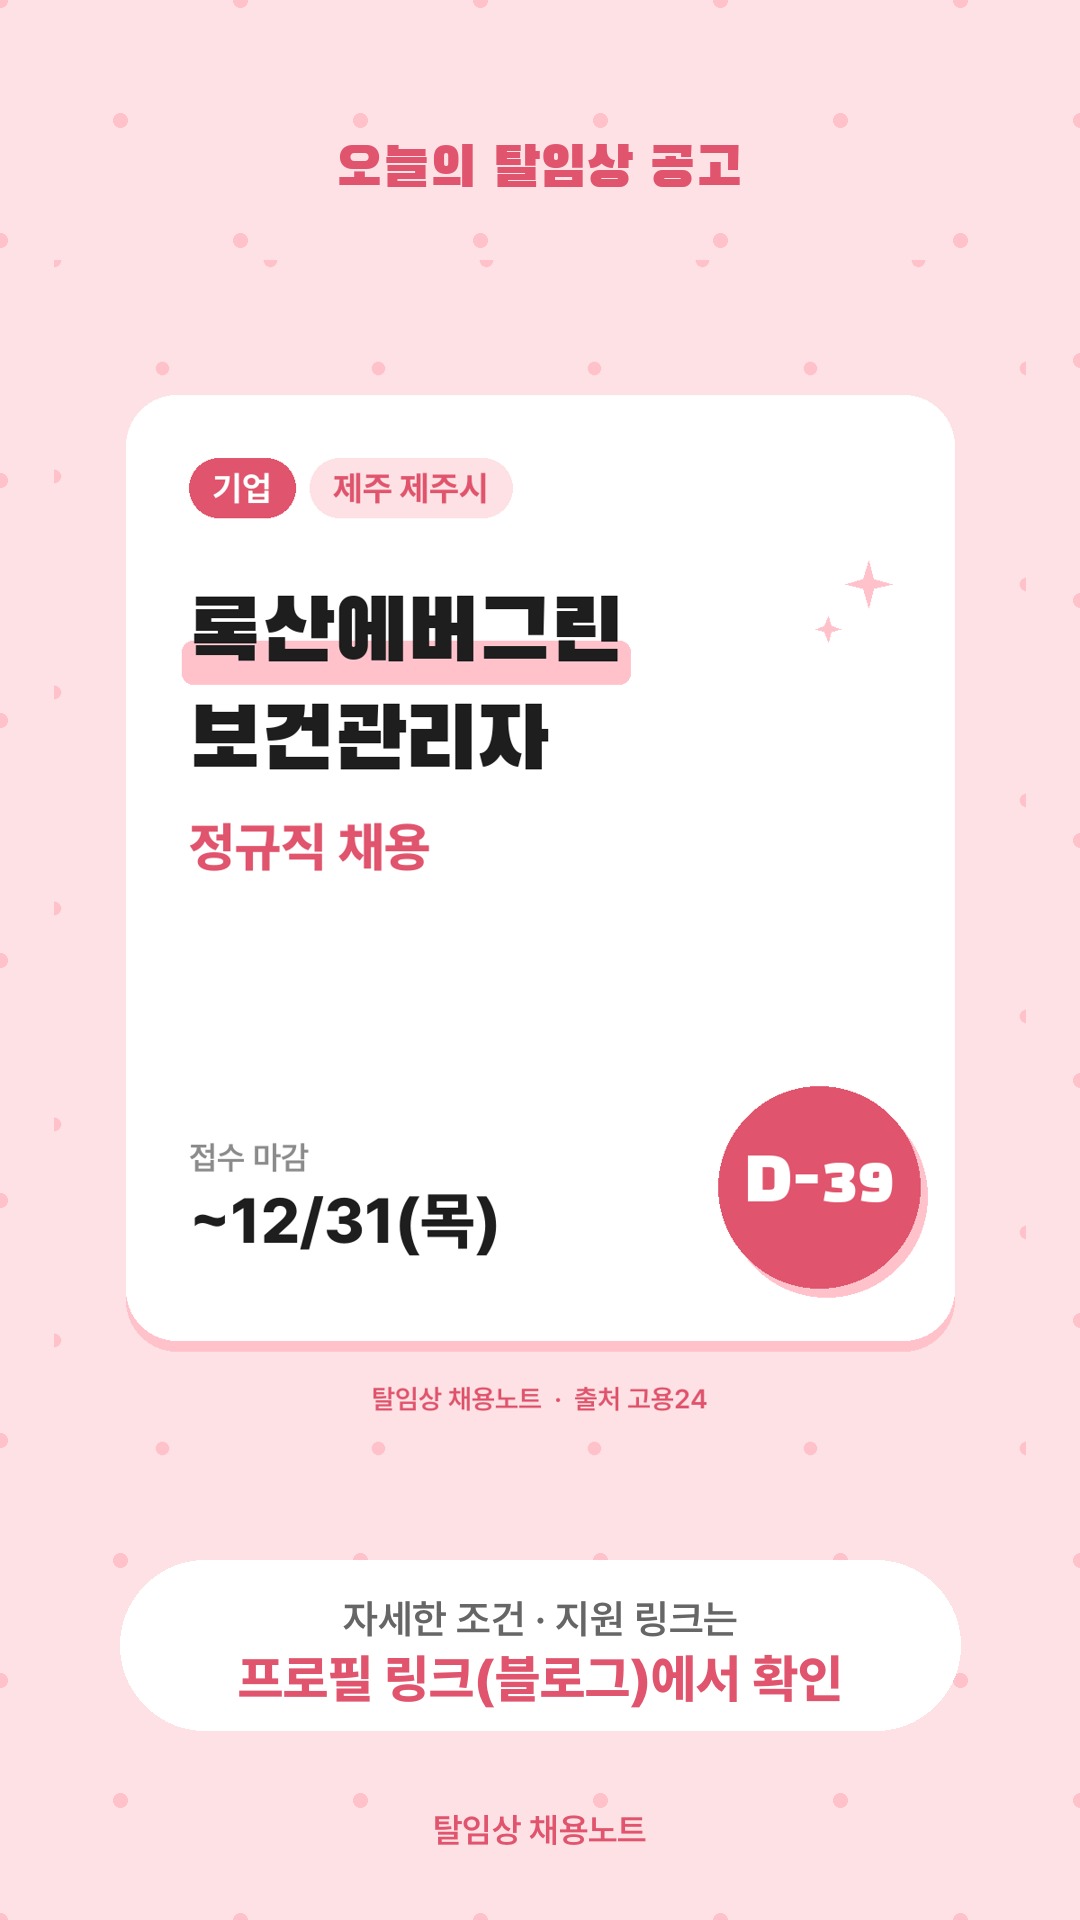 오늘의 탈임상 공고
기업
제주 제주시
록산에버그린
보건관리자
정규직 채용
접수 마감
~12/31(목)
D-39
탈임상 채용노트 · 출처 고용24
자세한 조건 · 지원 링크는
프로필 링크(블로그)에서 확인
탈임상 채용노트